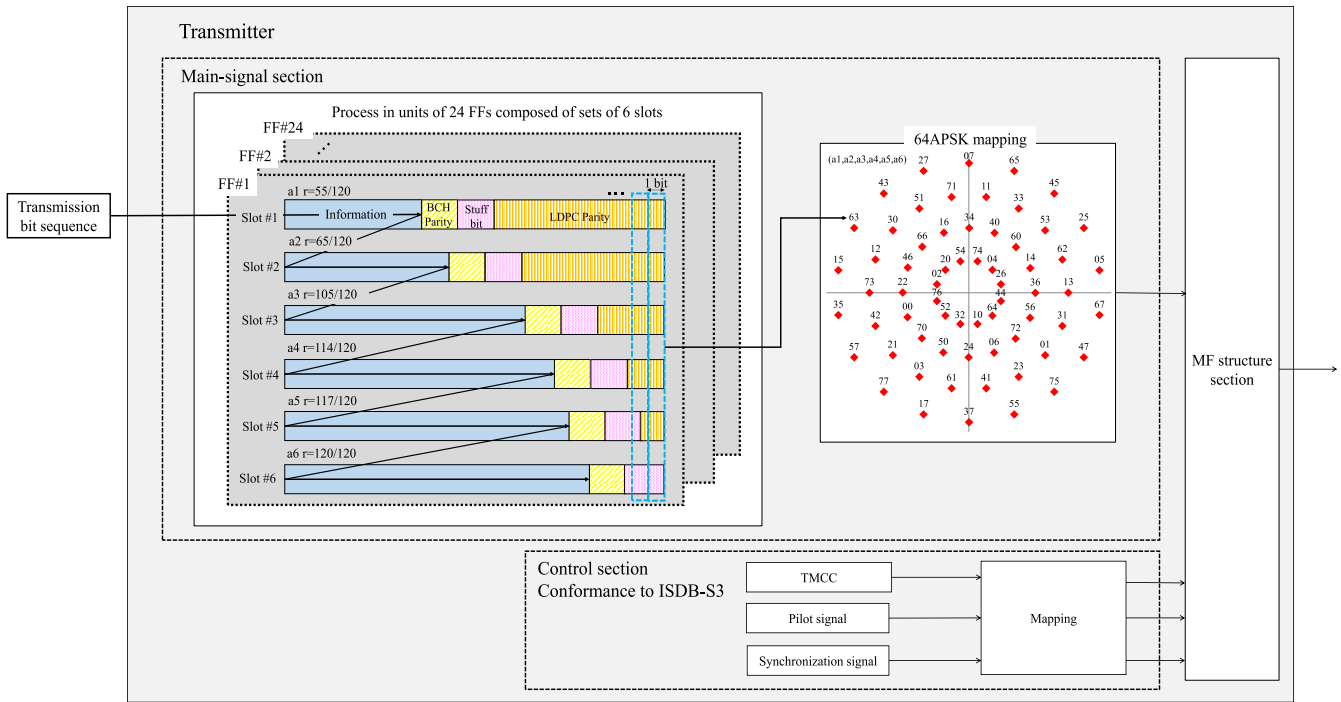 Transmitter
Main-signal section
Process in units of 24 FFs composed of sets of 6 slots
FF#24
⋰
FF#2
FF#1
a1 r=55/120
... 1 bit
Transmission
bit sequence
Slot #1
Information
BCH
Parity
Stuff
bit
LDPC Parity
a2 r=65/120
Slot #2
a3 r=105/120
Slot #3
a4 r=114/120
Slot #4
a5 r=117/120
Slot #5
a6 r=120/120
Slot #6
64APSK mapping
(a1,a2,a3,a4,a5,a6)
27 07 65
43 71 11 45
51 33
63 30 16 34 40 53 25
66 60
12 54 74 62
15 46 20 04 14 05
02 26
73 22 76 44 36 13
35 00 52 32 10 64 56 67
42 31
70 72
57 21 50 24 06 01 47
03 23
77 61 41 75
17 37 55
MF structure
section
Control section
Conformance to ISDB-S3
TMCC
Pilot signal
Synchronization signal
Mapping